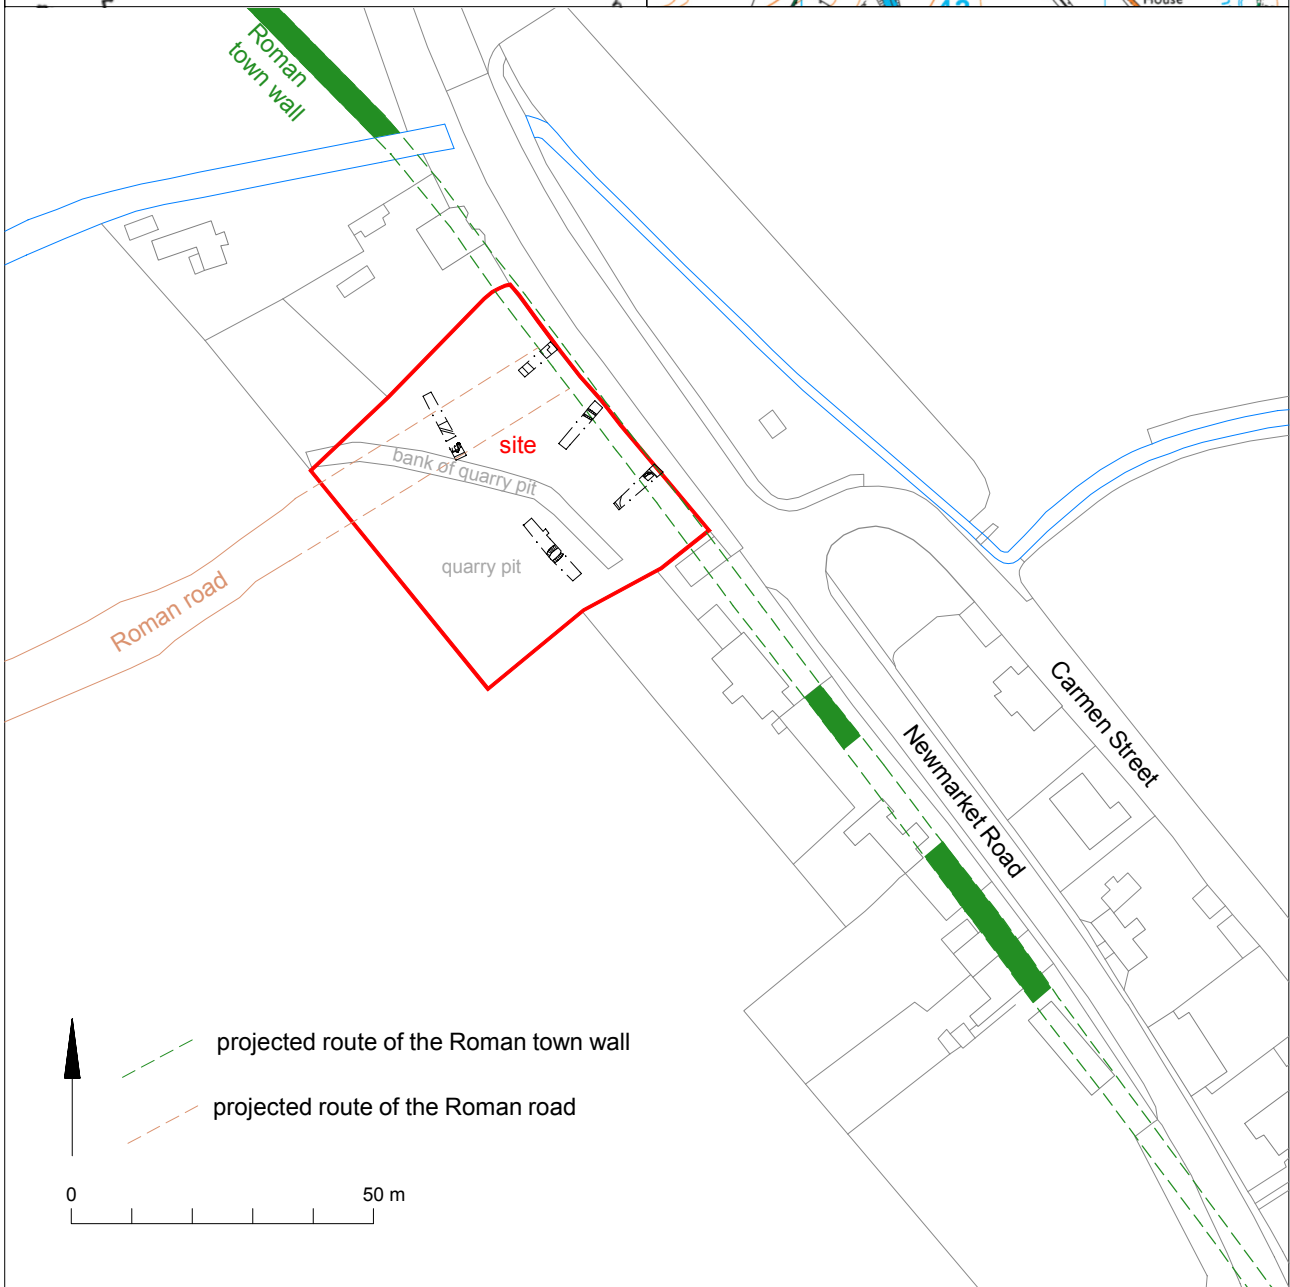 House
Roman
town wall
site
bank of quarry pit
quarry pit
Roman road
Carmen Street
Newmarket Road
projected route of the Roman town wall
projected route of the Roman road
0 50 m